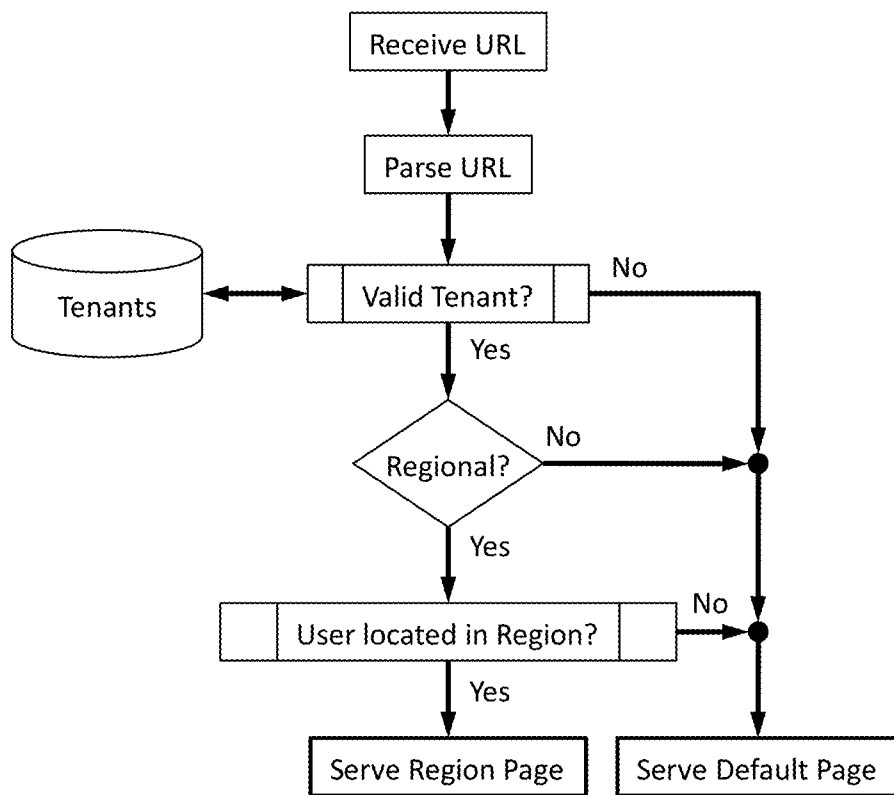 Receive URL
Parse URL
Tenants
Valid Tenant?
No
Yes
Regional?
No
Yes
User located in Region?
No
Yes
Serve Region Page
Serve Default Page